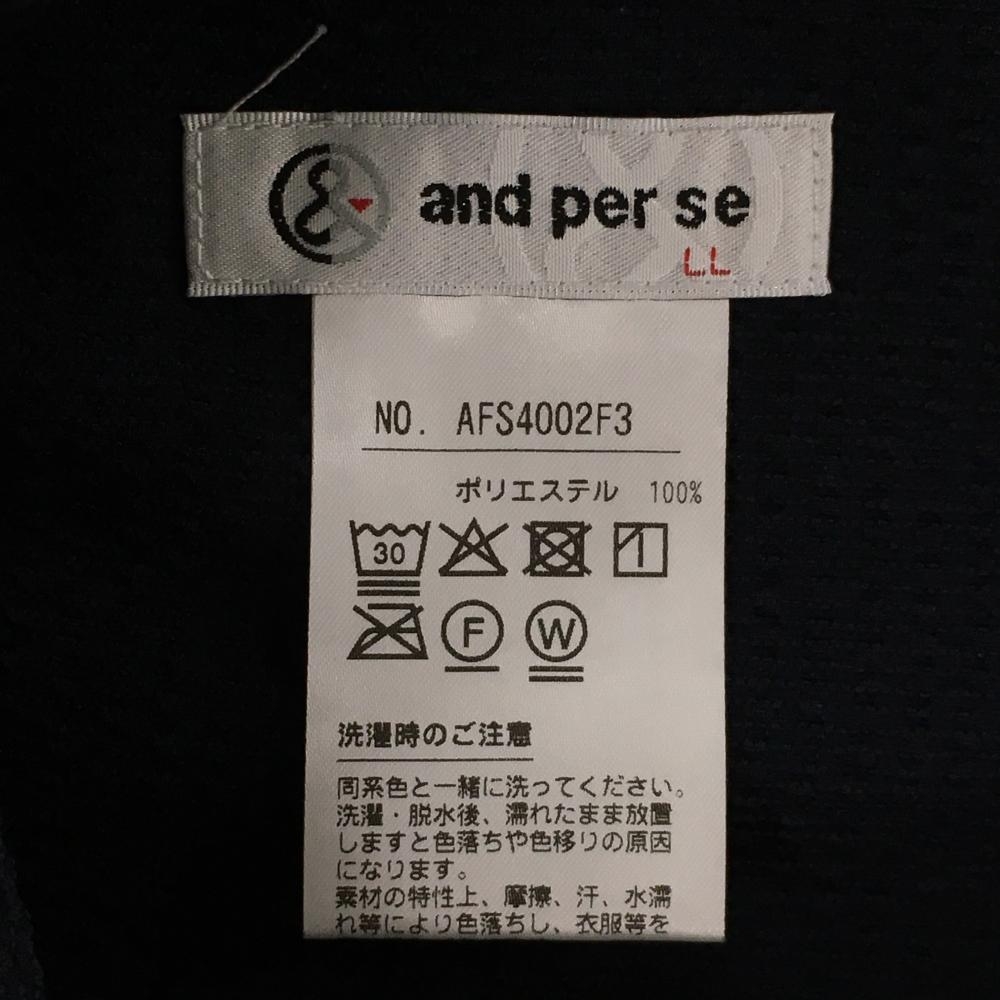 and per se
LL
NO. AFS4002F3
ポリエステル 100%
30
F W
洗濯時のご注意
同系色と一緒に洗ってください。
洗濯・脱水後、濡れたまま放置
しますと色落ちや色移りの原因
になります。
素材の特性上、摩擦、汗、水濡
れ等により色落ちし、衣服等を